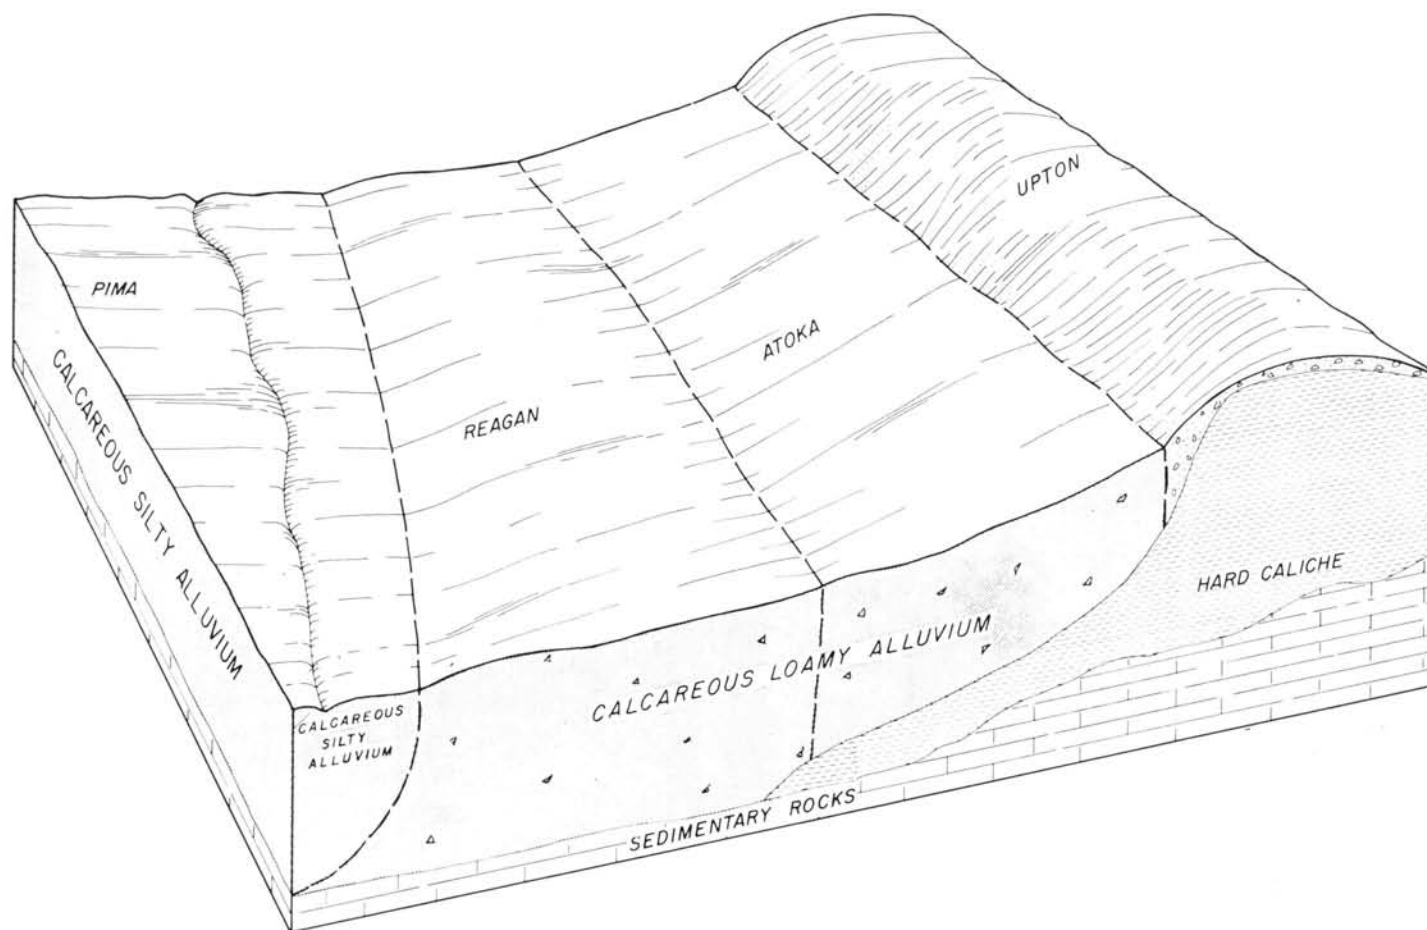 UPTON
PIMA
ATOKA
REAGAN
CALCAREOUS SILTY ALLUVIUM
HARD CALICHE
CALCAREOUS LOAMY ALLUVIUM
CALCAREOUS
SILTY
ALLUVIUM
SEDIMENTARY ROCKS